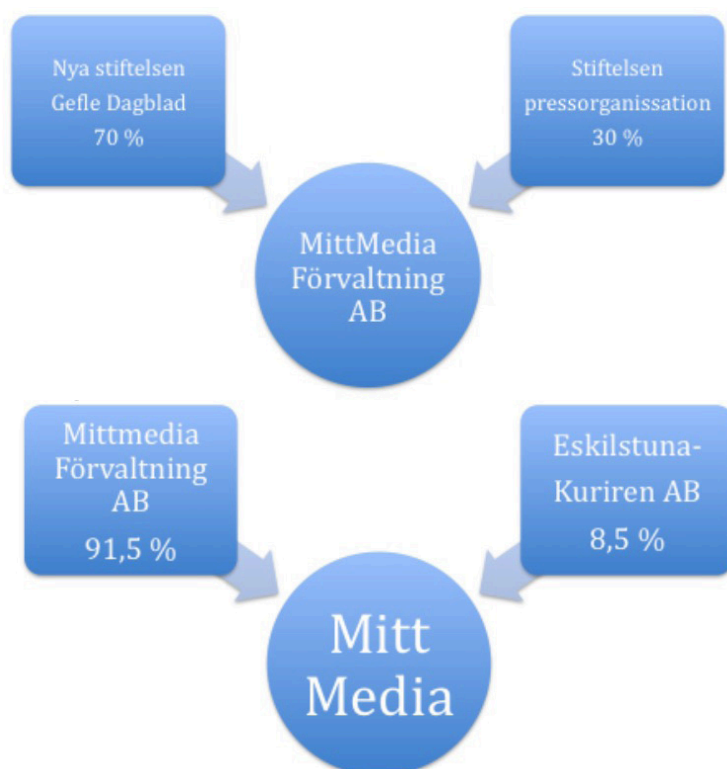 Nya stiftelsen
Gefle Dagblad
70 %
Stiftelsen
pressorganissation
30 %
MittMedia
Förvaltning
AB
Mittmedia
Förvaltning
AB
91,5 %
Eskilstuna-
Kuriren AB
8,5 %
Mitt
Media